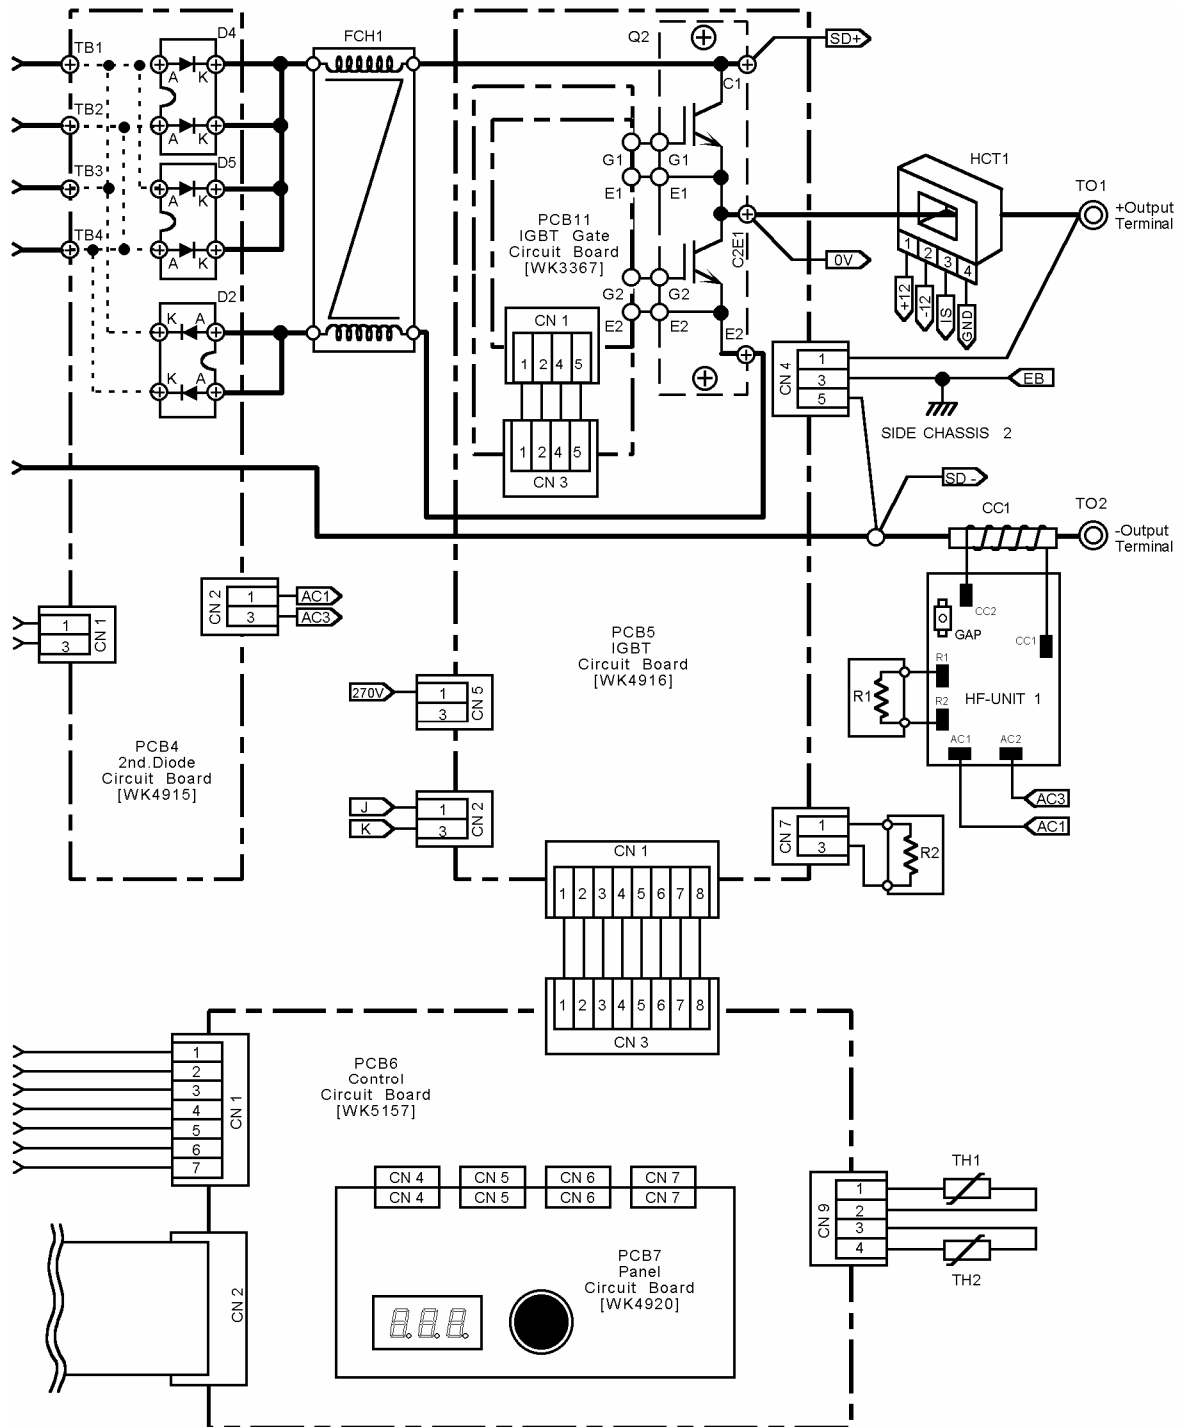 TB1
D4
FCH1
Q2
SD+
A K
C1
TB2
A K
G1 G1
E1 E1
D5
TB3
A K
PCB11
IGBT Gate
Circuit Board
[WK3367]
HCT1
TO1
+Output
Terminal
C2E1
0V
1 2 3 4
+12 -12 IS GND
TB4
A K
G2 G2
E2 E2
E2
D2
K A
K A
CN 1
1 2 4 5
1 2 4 5
CN 3
CN 4
1
3
5
EB
SIDE CHASSIS 2
SD -
CC1
TO2
-Output
Terminal
CN 2
1
3
AC1
AC3
CN 1
1
3
CC2
GAP
CC1
R1
R1
R2
HF-UNIT 1
AC1 AC2
AC3
AC1
PCB5
IGBT
Circuit Board
[WK4916]
270V
1
3
CN 5
PCB4
2nd.Diode
Circuit Board
[WK4915]
J
K
1
3
CN 2
CN 7
1
3
R2
CN 1
1 2 3 4 5 6 7 8
1 2 3 4 5 6 7 8
CN 3
1
2
3
4
5
6
7
CN 1
PCB6
Control
Circuit Board
[WK5157]
CN 4 CN 5 CN 6 CN 7
CN 4 CN 5 CN 6 CN 7
CN 9
1
2
3
4
TH1
TH2
CN 2
PCB7
Panel
Circuit Board
[WK4920]
8.8.8.